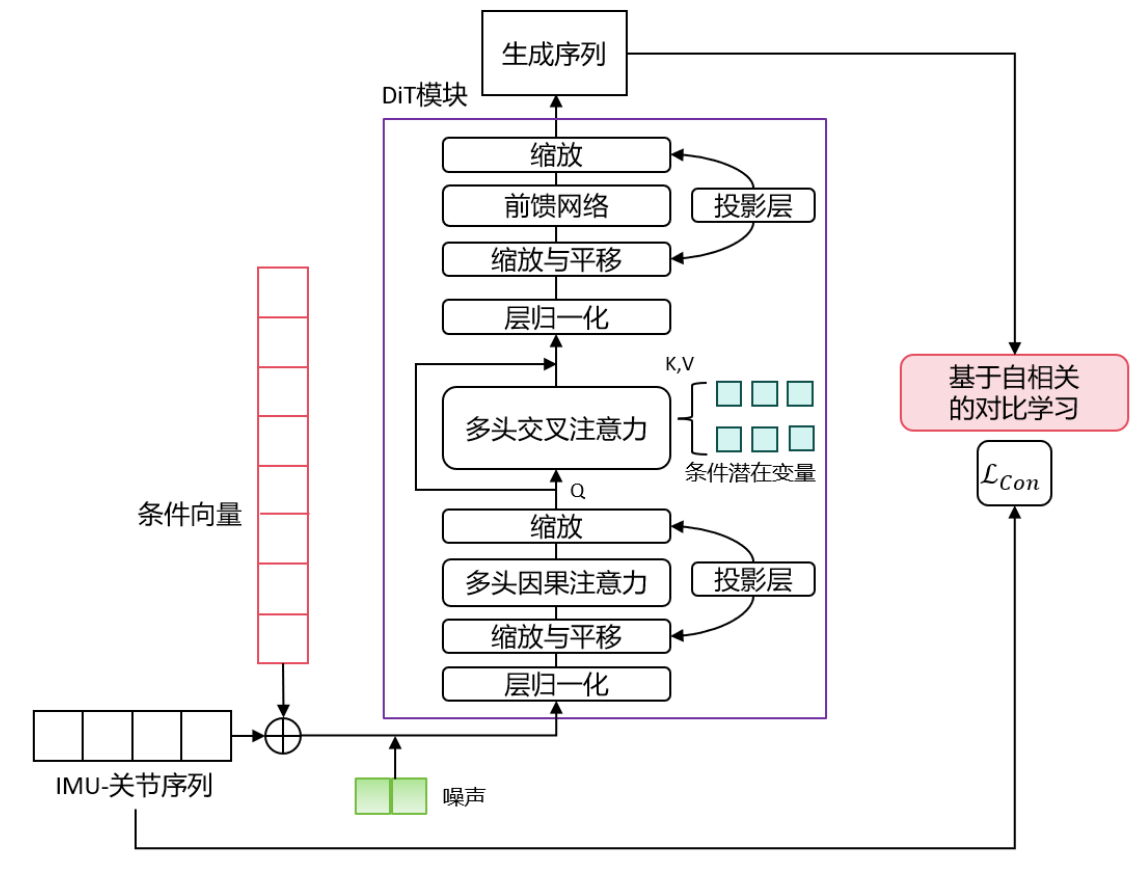 生成序列
DiT模块
缩放
前馈网络
投影层
缩放与平移
层归一化
K,V
多头交叉注意力
条件潜在变量
Q
缩放
多头因果注意力
投影层
缩放与平移
层归一化
条件向量
IMU-关节序列
噪声
基于自相关
的对比学习
ℒCon